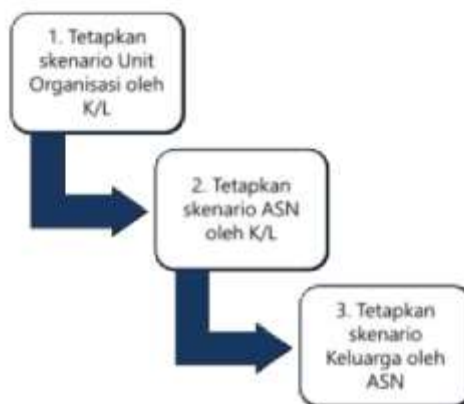 1. Tetapkan
skenario Unit
Organisasi oleh
K/L
2. Tetapkan
skenario ASN
oleh K/L
3. Tetapkan
skenario
Keluarga oleh
ASN